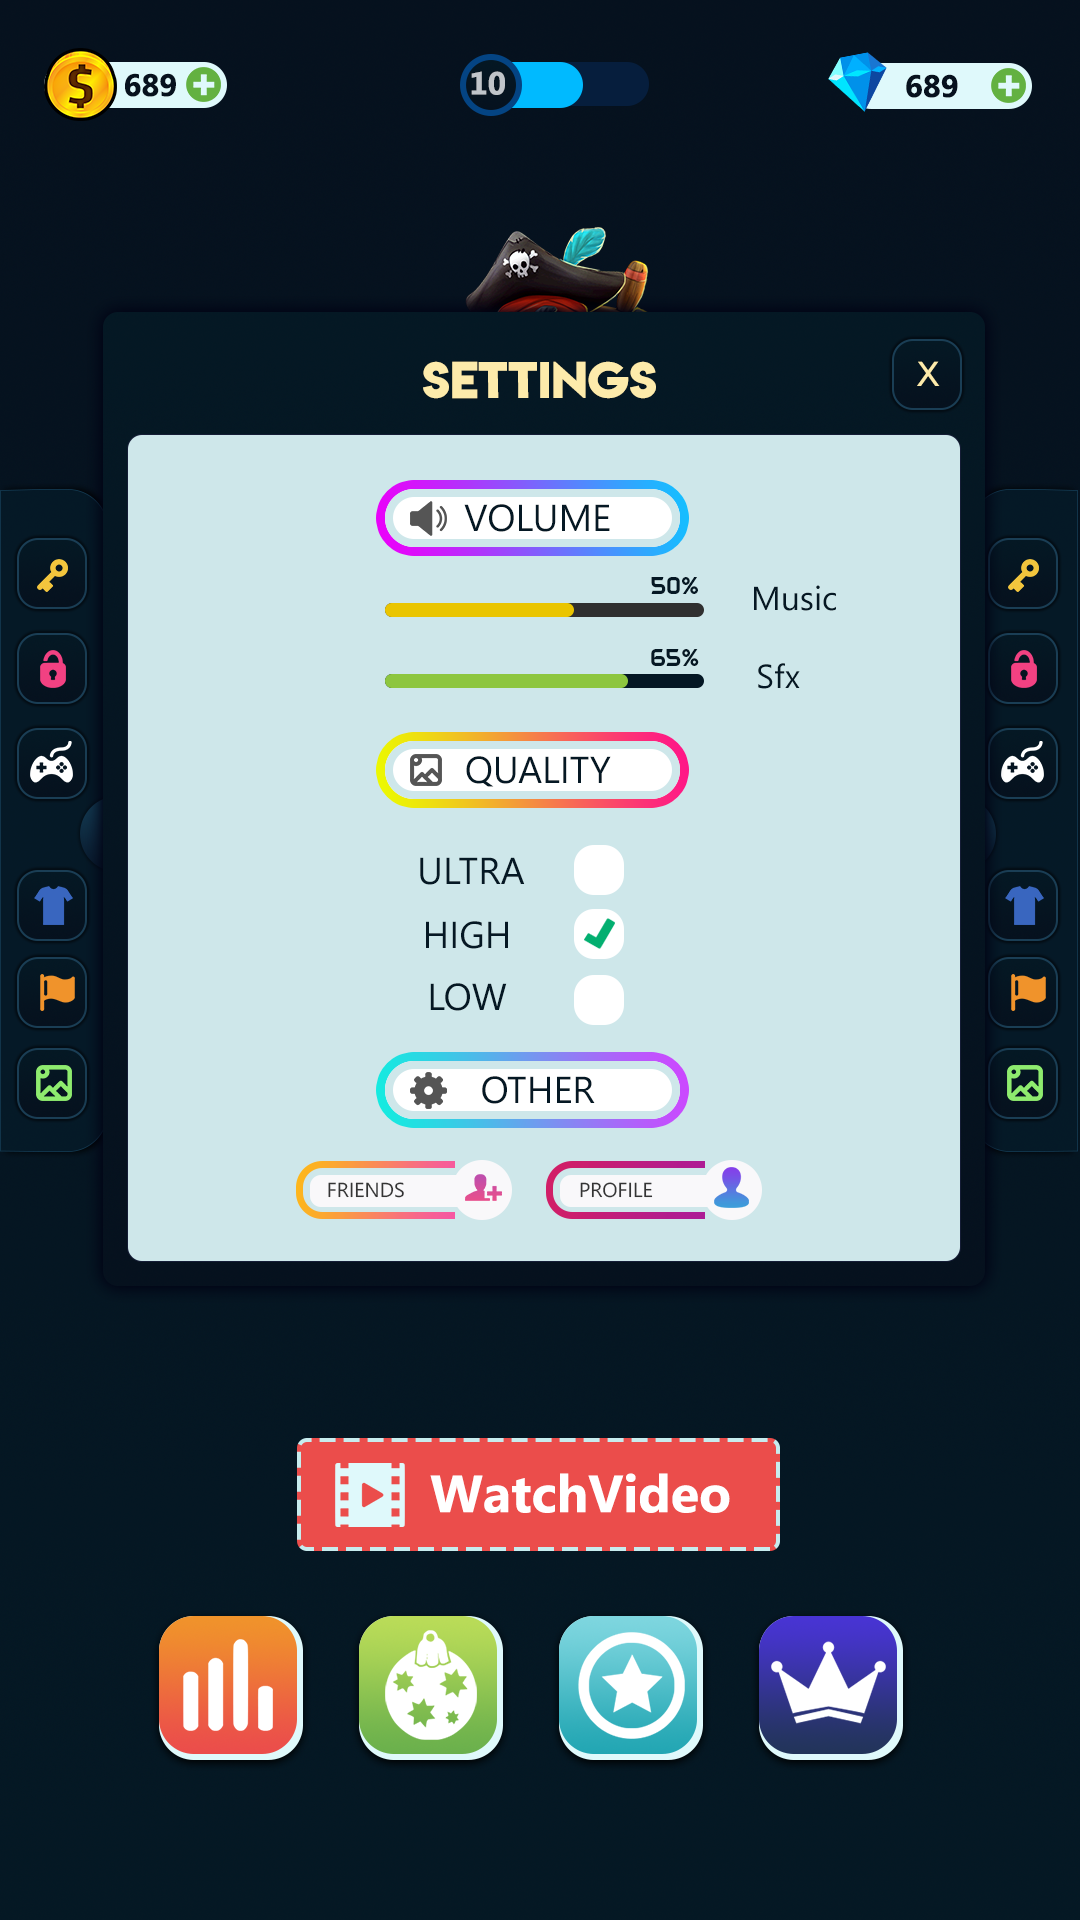 $ 689
10
689
SETTINGS
X
VOLUME
50%
Music
65%
Sfx
QUALITY
ULTRA
HIGH
LOW
OTHER
FRIENDS
PROFILE
WatchVideo